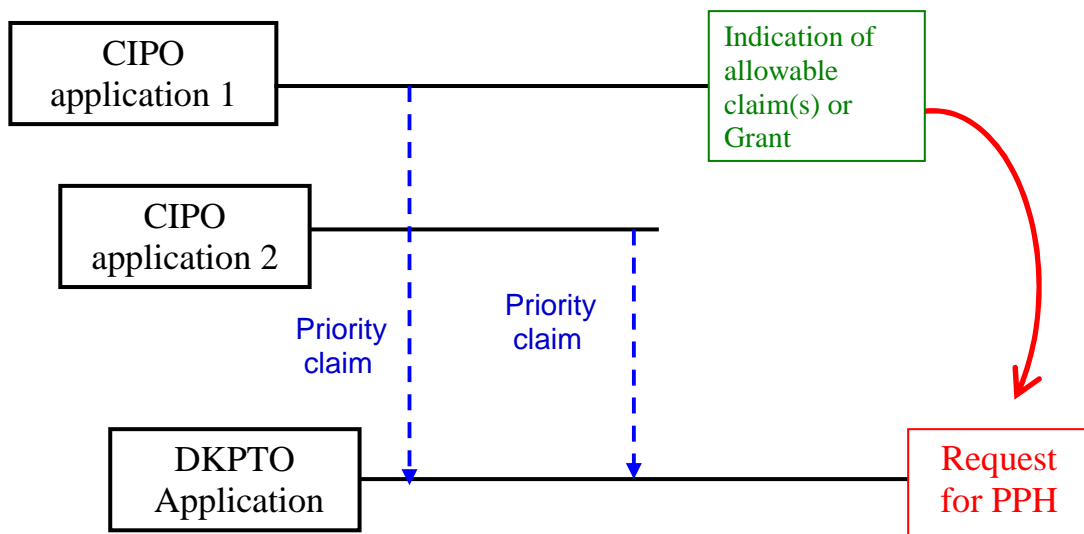 CIPO
application 1
Indication of
allowable
claim(s) or
Grant
CIPO
application 2
Priority
claim
Priority
claim
DKPTO
Application
Request
for PPH